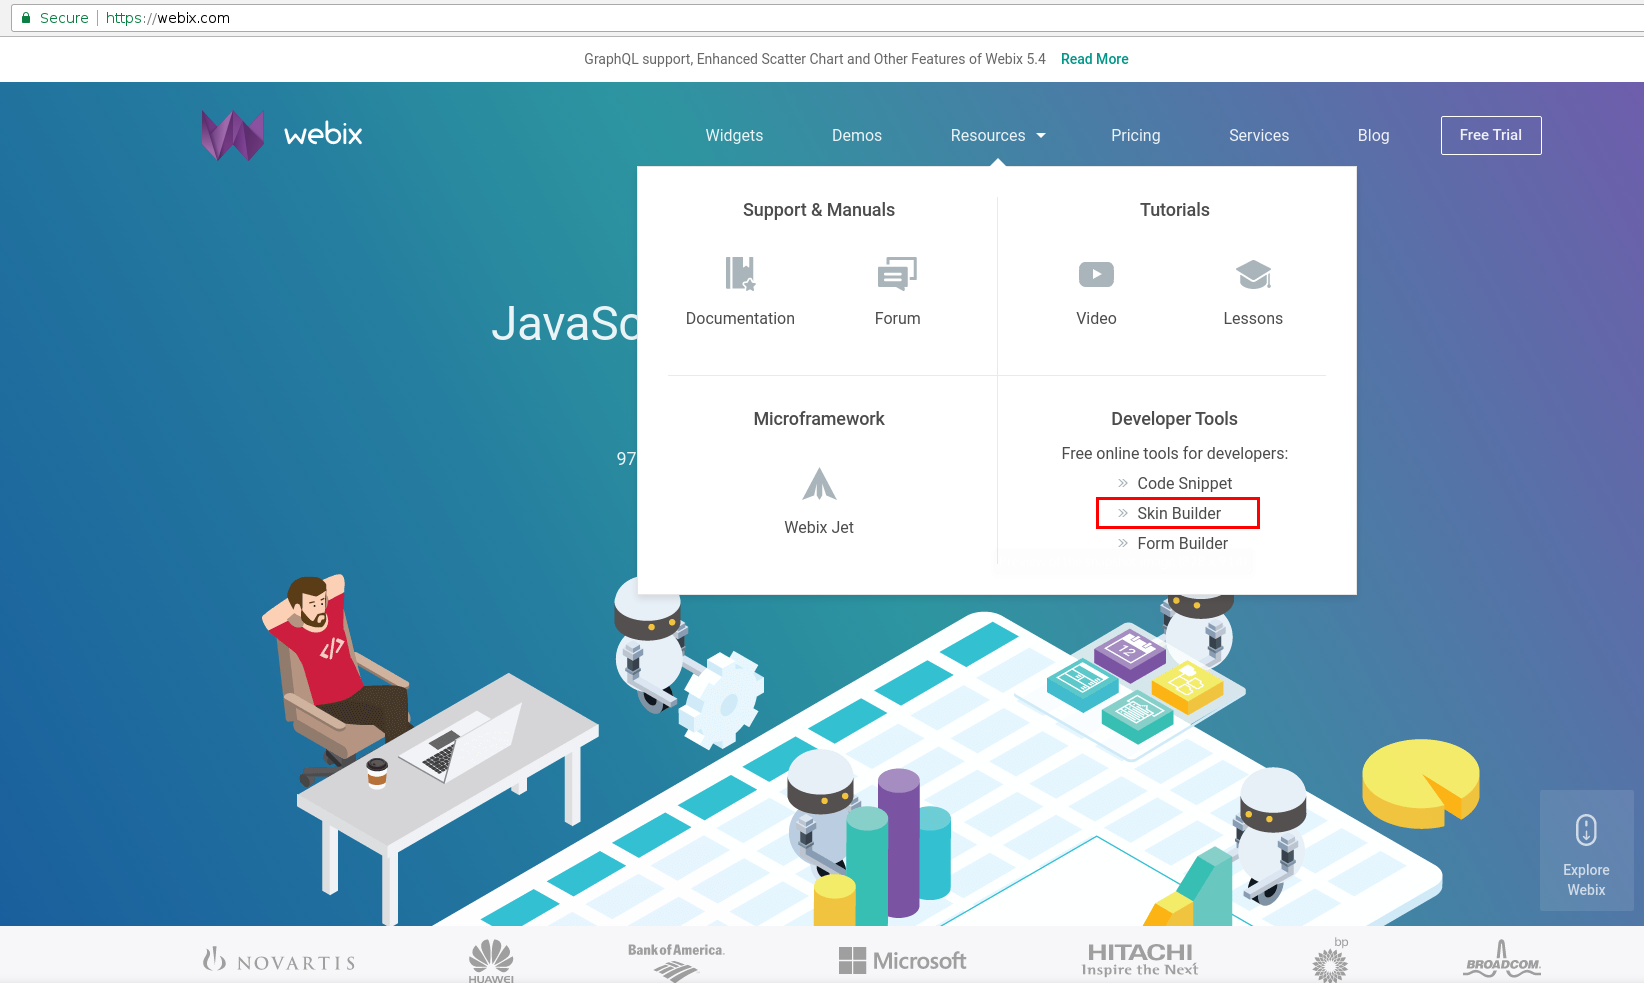 Secure https://webix.com
GraphQL support, Enhanced Scatter Chart and Other Features of Webix 5.4 Read More
webix
Widgets Demos Resources Pricing Services Blog Free Trial
Support & Manuals
Documentation Forum
Tutorials
Video Lessons
JavaSc
97
Microframework
Webix Jet
Developer Tools
Free online tools for developers:
» Code Snippet
» Skin Builder
» Form Builder
12
Explore
Webix
NOVARTIS
HUAWEI
Bank of America.
Microsoft
HITACHI
Inspire the Next
bp
BROADCOM.